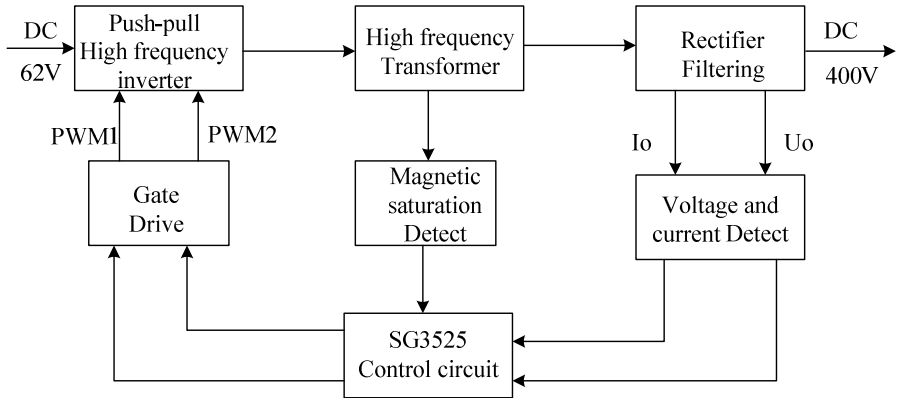 DC
62V
Push-pull
High frequency
inverter
High frequency
Transformer
Rectifier
Filtering
DC
400V
PWM1
PWM2
Io
Uo
Gate
Drive
Magnetic
saturation
Detect
Voltage and
current Detect
SG3525
Control circuit